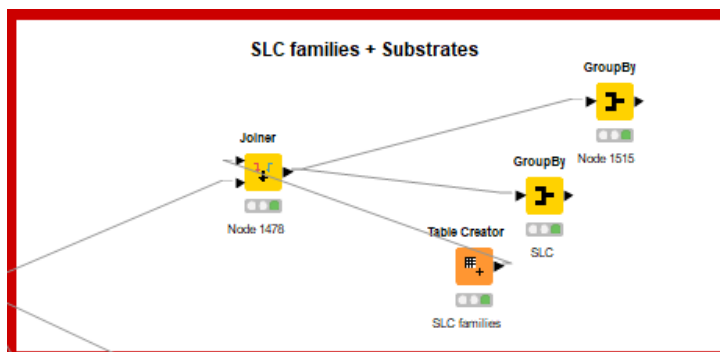 SLC families + Substrates
GroupBy
Node 1515
Joiner
Node 1478
GroupBy
SLC
Table Creator
SLC families